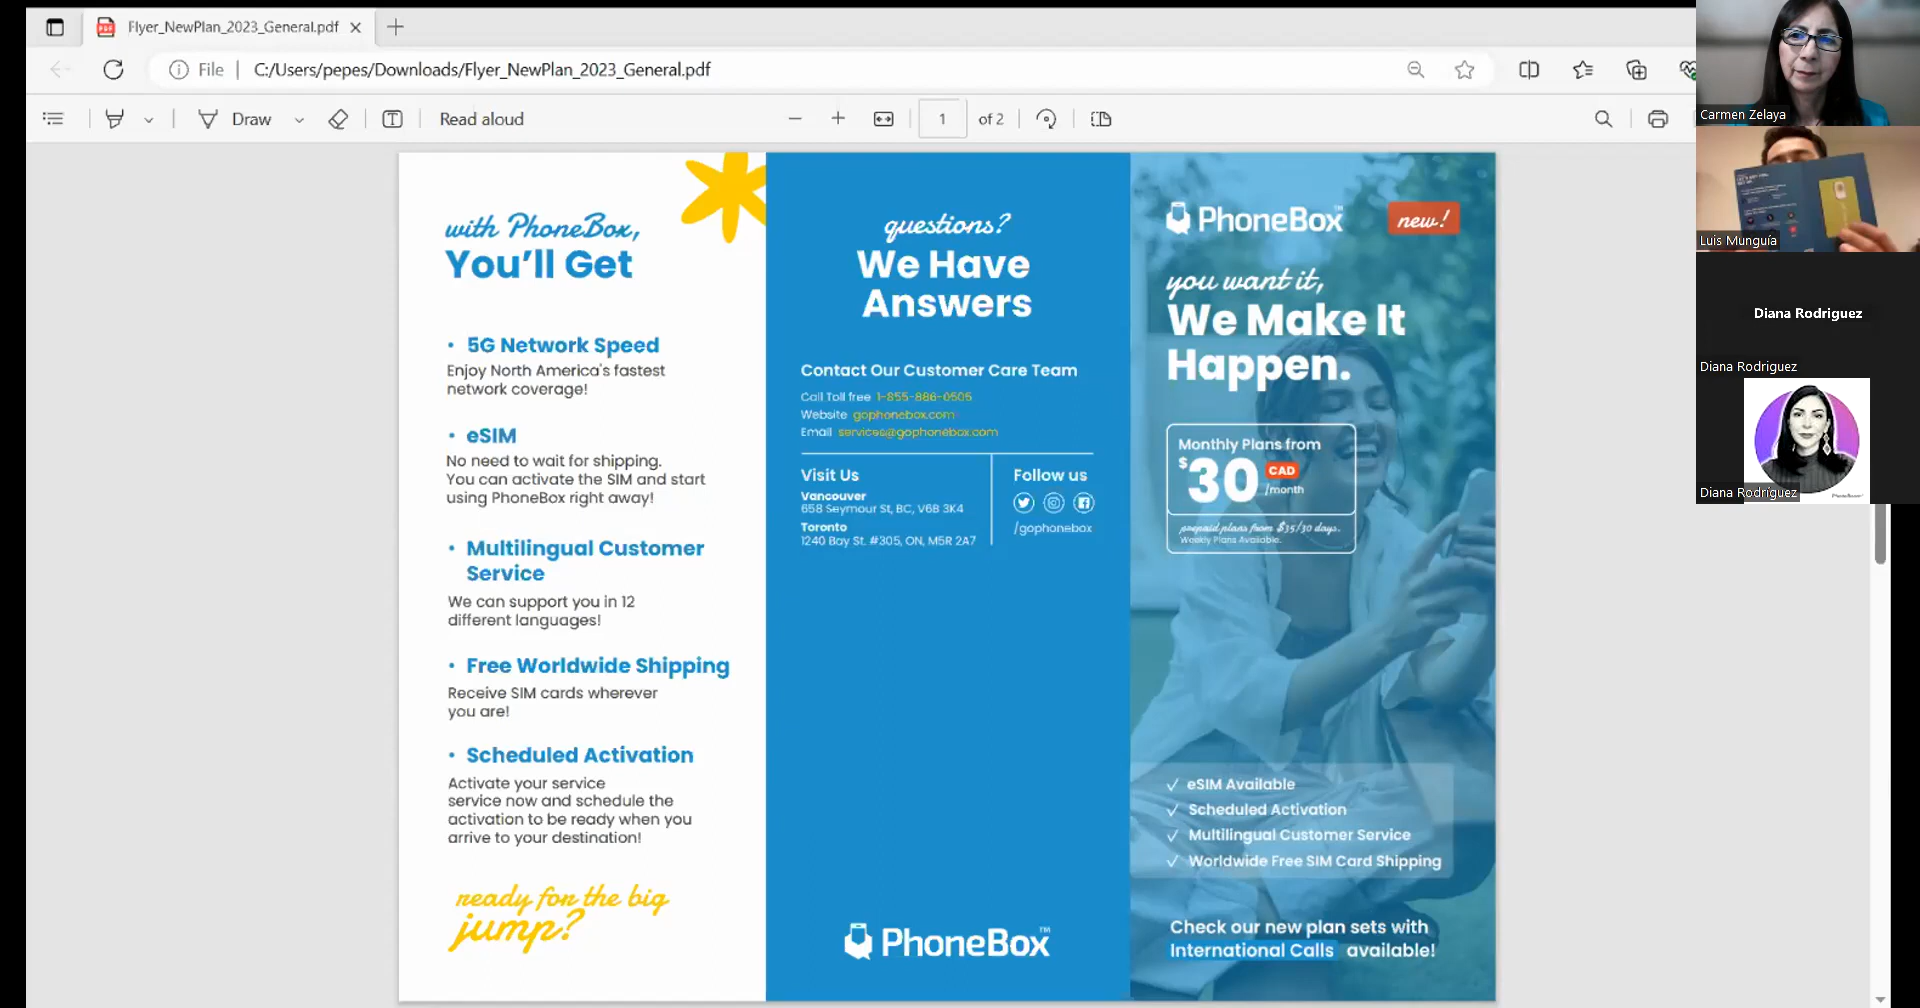 Flyer_NewPlan_2023_General.pdf
File
C:/Users/pepes/Downloads/Flyer_NewPlan_2023_General.pdf
Draw
Read aloud
1
of 2
with PhoneBox,
You'll Get
• 5G Network Speed
Enjoy North America's fastest
network coverage!
• eSIM
No need to wait for shipping.
You can activate the SIM and start
using PhoneBox right away!
• Multilingual Customer
Service
We can support you in 12
different languages!
• Free Worldwide Shipping
Receive SIM cards wherever
you are!
• Scheduled Activation
Activate your service
service now and schedule the
activation to be ready when you
arrive to your destination!
ready for the big
jump?
questions?
We Have
Answers
Contact Our Customer Care Team
Call Toll free 1-855-886-0505
Website gophonebox.com
Email services@gophonebox.com
Visit Us
Vancouver
658 Seymour St, BC, V6B 3K4
Toronto
1240 Bay St. #305, ON, M5R 2A7
Follow us
/gophonebox
PhoneBox™
PhoneBox™
new!
you want it,
We Make It
Happen.
Monthly Plans from
$30 CAD
/month
prepaid plans from $35/30 days.
Weekly Plans Available.
✓ eSIM Available
✓ Scheduled Activation
✓ Multilingual Customer Service
✓ Worldwide Free SIM Card Shipping
Check our new plan sets with
International Calls available!
Carmen Zelaya
Luis Munguía
Diana Rodriguez
Diana Rodriguez
Diana Rodríguez